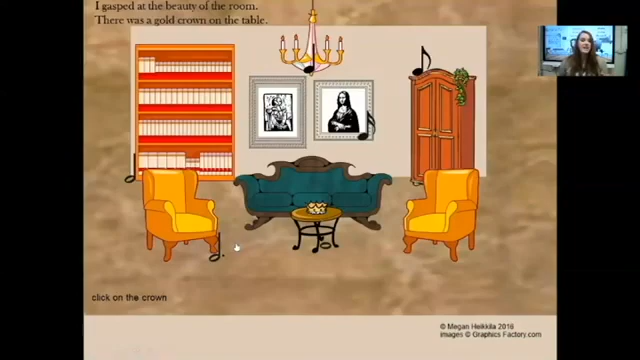 I gasped at the beauty of the room.
There was a gold crown on the table.
click on the crown
© Megan Heikkila 2016
images © Graphics Factory.com